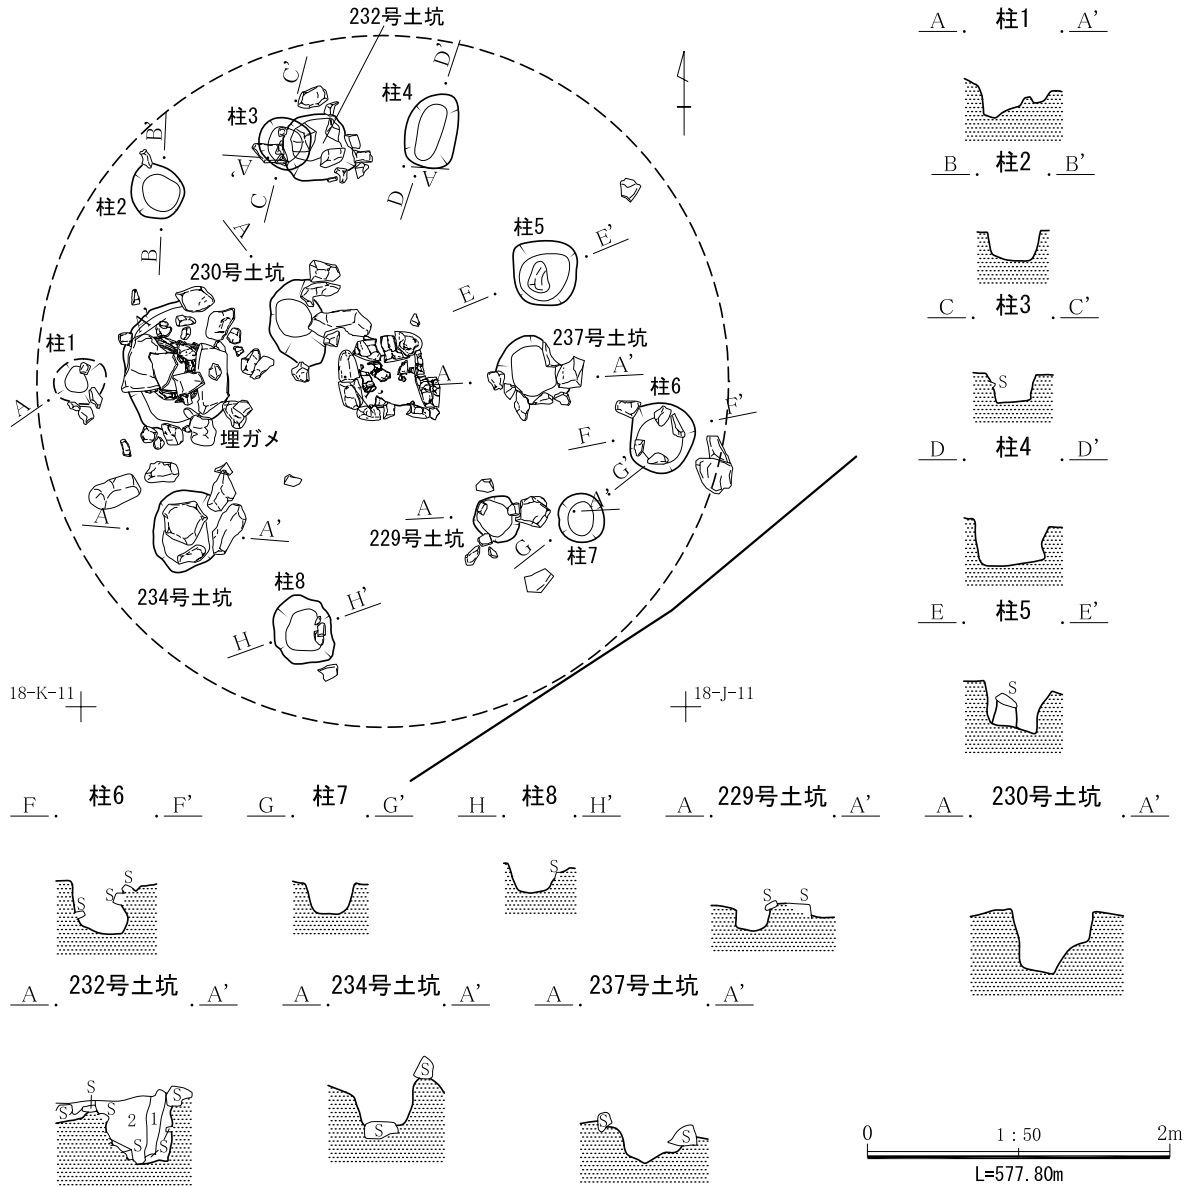 232号土坑
A 柱1 A'
D'
C'
柱4
柱3
B'
A'
柱2 B B'
C
D
A
柱2
A
柱5
E'
B
230号土坑
E
C 柱3 C'
柱1
237号土坑
A
A'
柱6
A
F'
埋ガメ
F
D 柱4 D'
G'
A
A'
A
A'
229号土坑
G
柱7
234号土坑
柱8
H'
H
E 柱5 E'
S
S
18-K-11
18-J-11
F 柱6 F'
G 柱7 G'
H 柱8 H'
A 229号土坑 A'
A 230号土坑 A'
S
S
S
S
S S
A 232号土坑 A'
A 234号土坑 A'
A 237号土坑 A'
S
S
S
S
2
1
S
S
S
S
S
S
0 1:50 2m
L=577.80m